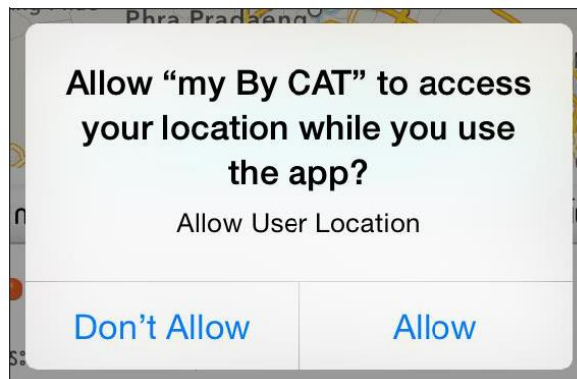 Phra Pradaeng
Allow “my By CAT” to access
your location while you use
the app?
Allow User Location
Don’t Allow
Allow